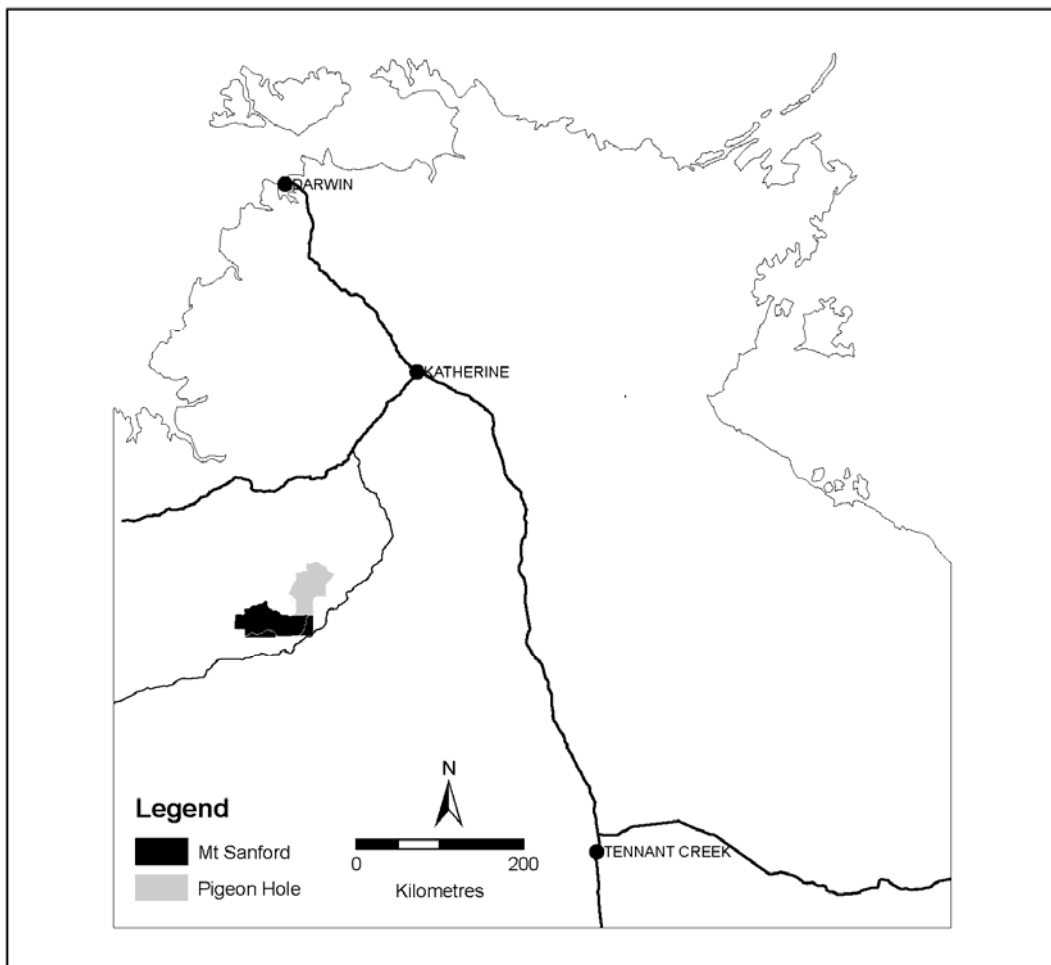 DARWIN
KATHERINE
N
Legend
Mt Sanford
Pigeon Hole
0 200
Kilometres
TENNANT CREEK